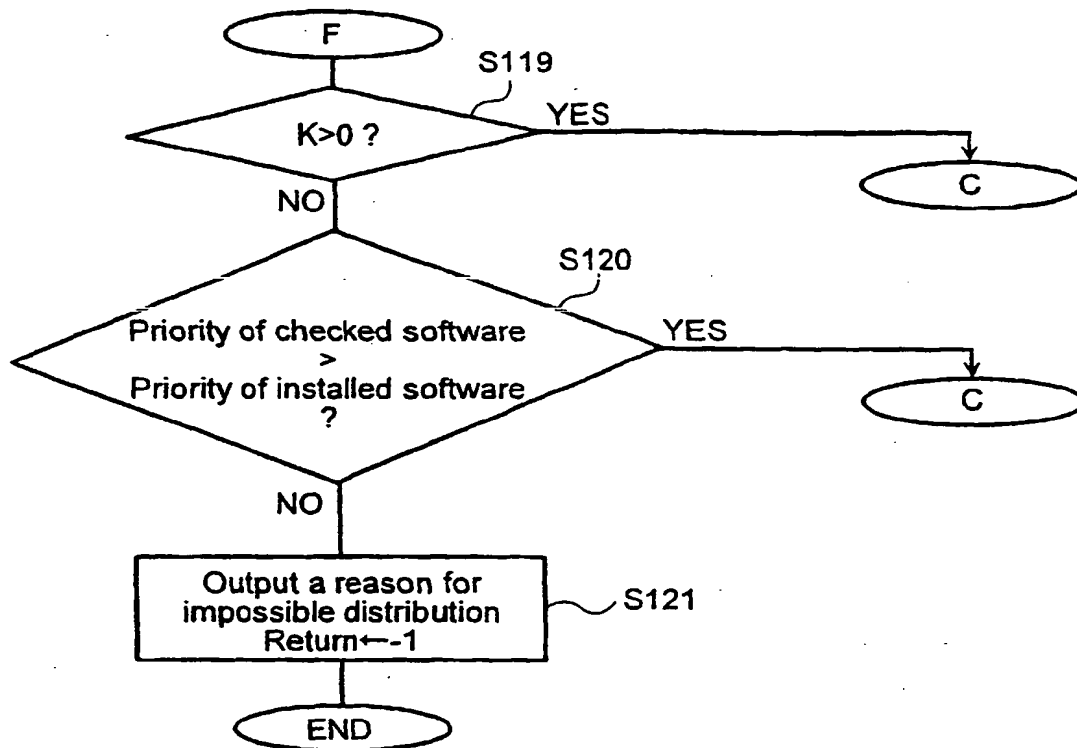 F
S119
K>0 ?
YES
C
NO
S120
Priority of checked software
>
Priority of installed software
?
YES
C
NO
Output a reason for
impossible distribution
Return←-1
S121
END